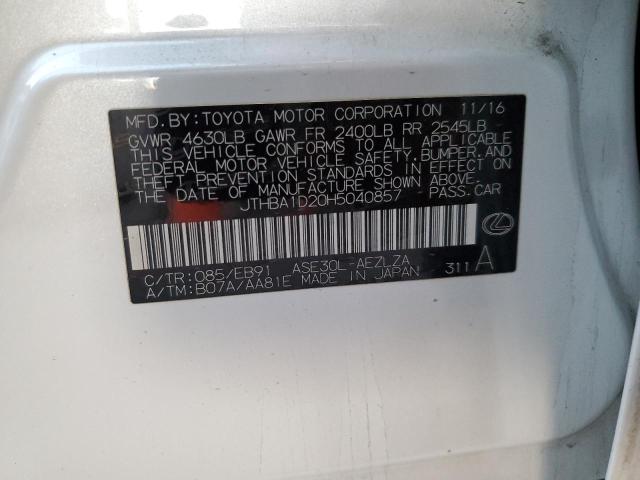 MFD.BY:TOYOTA MOTOR CORPORATION 11/16
GVWR 4630LB GAWR FR 2400LB RR 2545LB
THIS VEHICLE CONFORMS TO ALL APPLICABLE
FEDERAL MOTOR VEHICLE SAFETY,BUMPER,AND
THEFT PREVENTION STANDARDS IN EFFECT ON
THE DATE OF MANUFACTURE SHOWN ABOVE.
JTHBA1D20H5040857 PASS.CAR
C/TR:085/EB91 ASE30L-AEZLZA
A/TM:B07A/AA81E MADE IN JAPAN 311 A